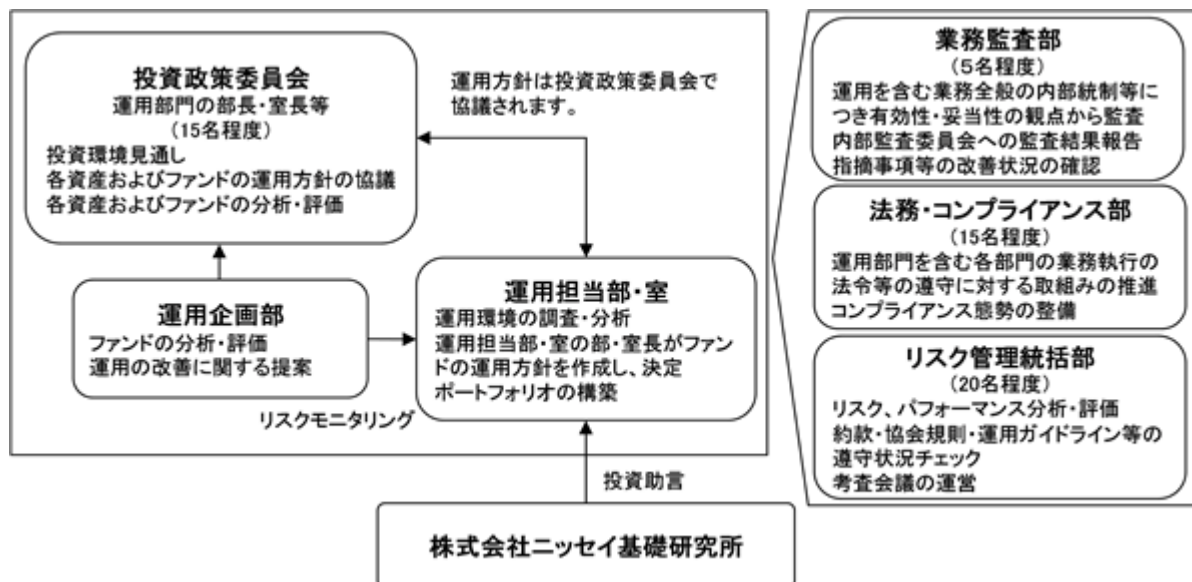 投資政策委員会
運用部門の部長・室長等
(15名程度)
投資環境見通し
各資産およびファンドの運用方針の協議
各資産およびファンドの分析・評価
運用方針は投資政策委員会で
協議されます。
運用企画部
ファンドの分析・評価
運用の改善に関する提案
運用担当部・室
運用環境の調査・分析
運用担当部・室の部・室長がファン
ドの運用方針を作成し、決定
ポートフォリオの構築
リスクモニタリング
投資助言
株式会社ニッセイ基礎研究所
業務監査部
(5名程度)
運用を含む業務全般の内部統制等に
つき有効性・妥当性の観点から監査
内部監査委員会への監査結果報告
指摘事項等の改善状況の確認
法務・コンプライアンス部
(15名程度)
運用部門を含む各部門の業務執行の
法令等の遵守に対する取組みの推進
コンプライアンス態勢の整備
リスク管理統括部
(20名程度)
リスク、パフォーマンス分析・評価
約款・協会規則・運用ガイドライン等の
遵守状況チェック
考査会議の運営